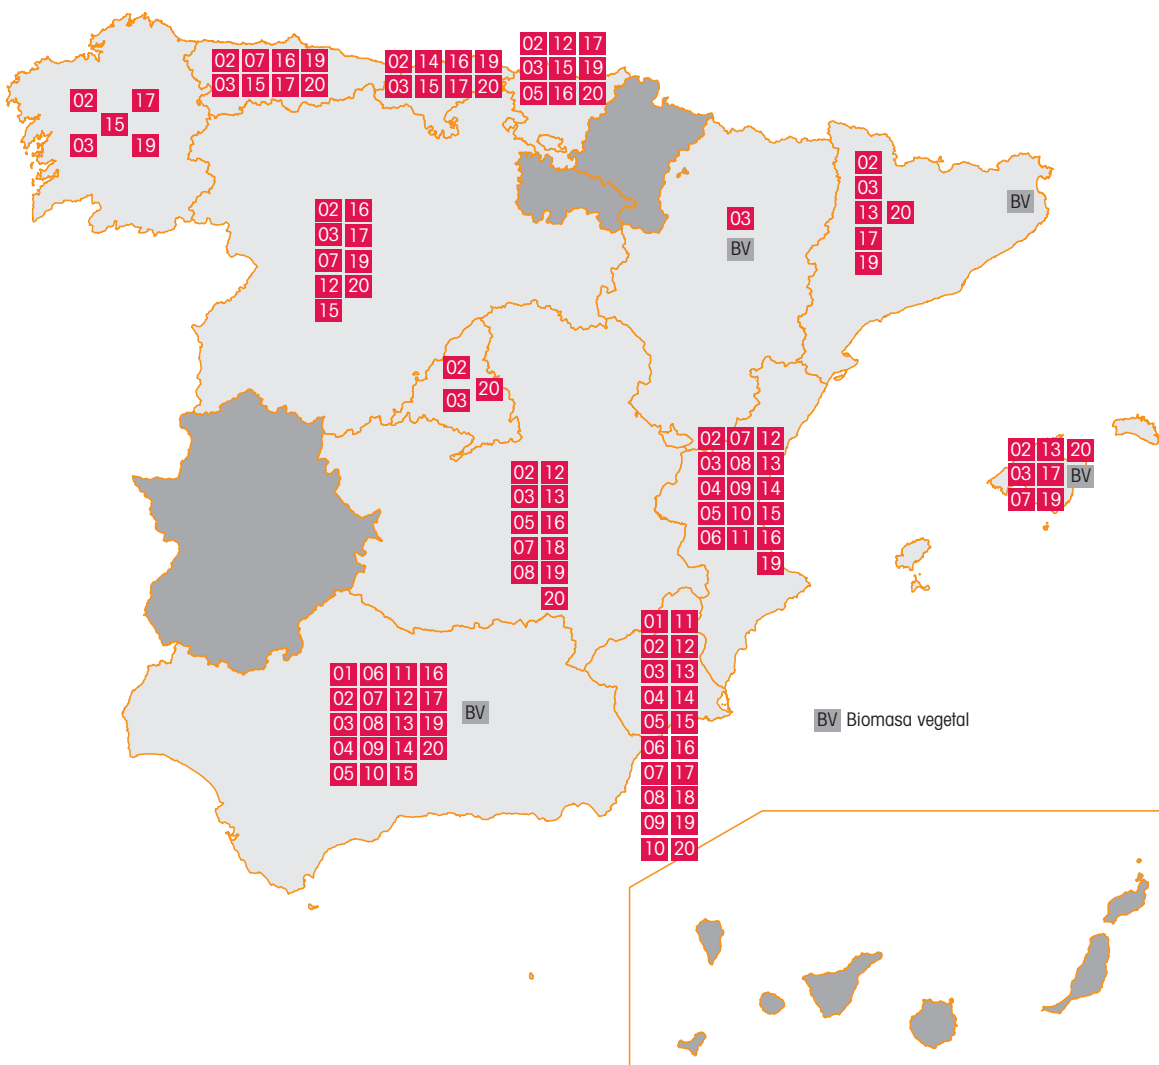 02 17
15
03 19
02 07 16 19
03 15 17 20
02 14 16 19
03 15 17 20
02 12 17
03 15 19
05 16 20
02 16
03 17
07 19
12 20
15
03
BV
02
03
13 20
17
19
BV
02
20
03
02 12
03 13
05 16
07 18
08 19
20
02 07 12
03 08 13
04 09 14
05 10 15
06 11 16
19
02 13 20
03 17 BV
07 19
01 06 11 16
02 07 12 17
03 08 13 19
04 09 14 20
05 10 15
BV
01 11
02 12
03 13
04 14
05 15
06 16
07 17
08 18
09 19
10 20
BV Biomasa vegetal